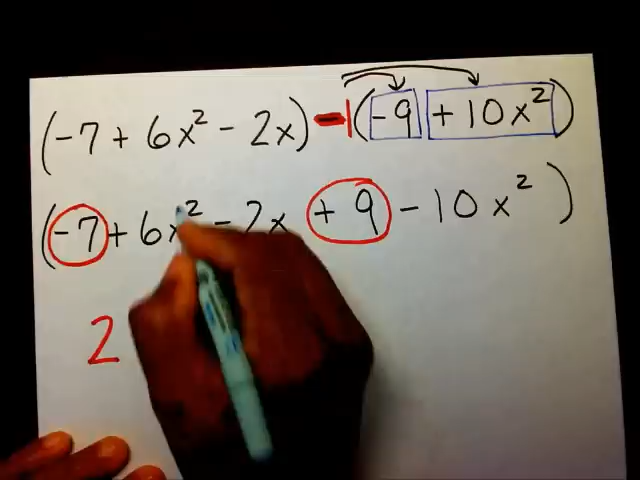 (-7 + 6x² - 2x) - 1(-9 + 10x²)
(-7 + 6x² - 2x + 9 - 10x²)
2